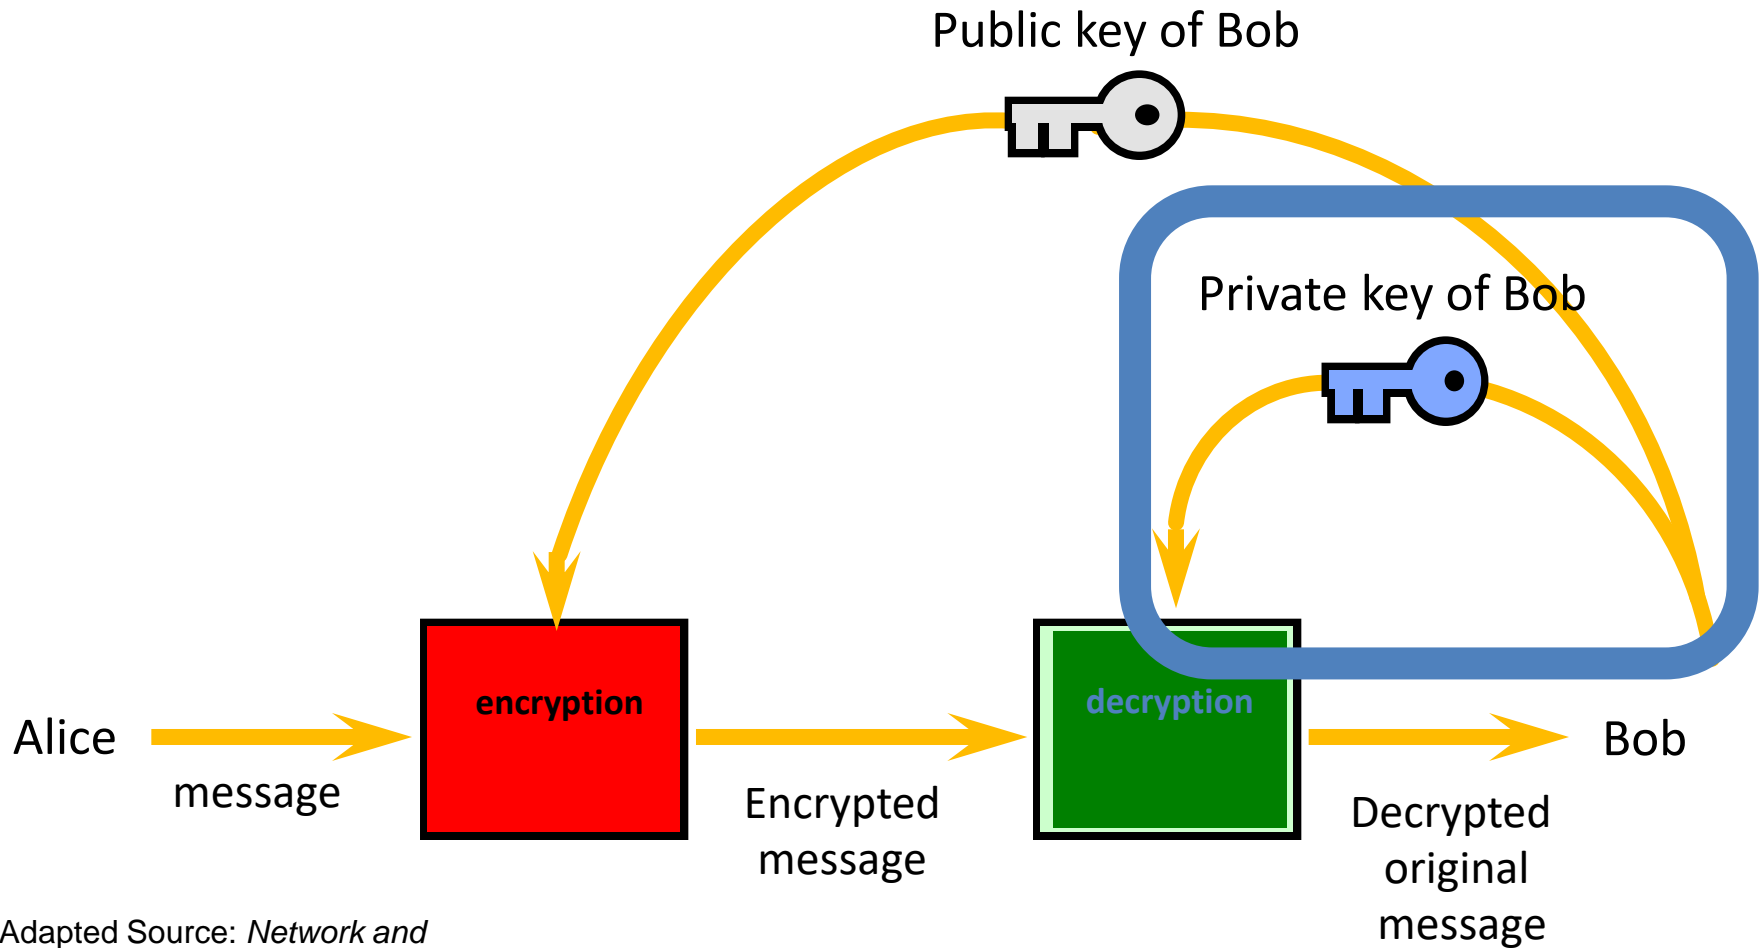 Public key of Bob
Private key of Bob
encryption
decryption
Alice
Bob
message
Encrypted
message
Decrypted
original
message
Adapted Source: Network and